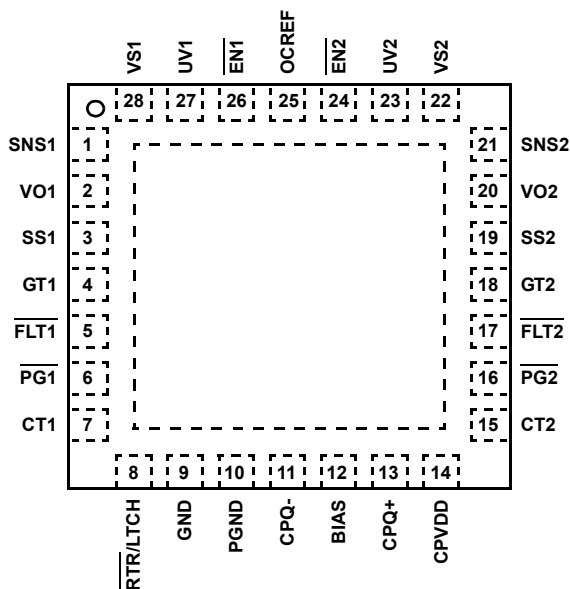 VS1 UV1 EN1 OCREF EN2 UV2 VS2
28 27 26 25 24 23 22
SNS1 1 21 SNS2
VO1 2 20 VO2
SS1 3 19 SS2
GT1 4 18 GT2
FLT1 5 17 FLT2
PG1 6 16 PG2
CT1 7 15 CT2
8 9 10 11 12 13 14
RTR/LTCH GND PGND CPQ- BIAS CPQ+ CPVDD